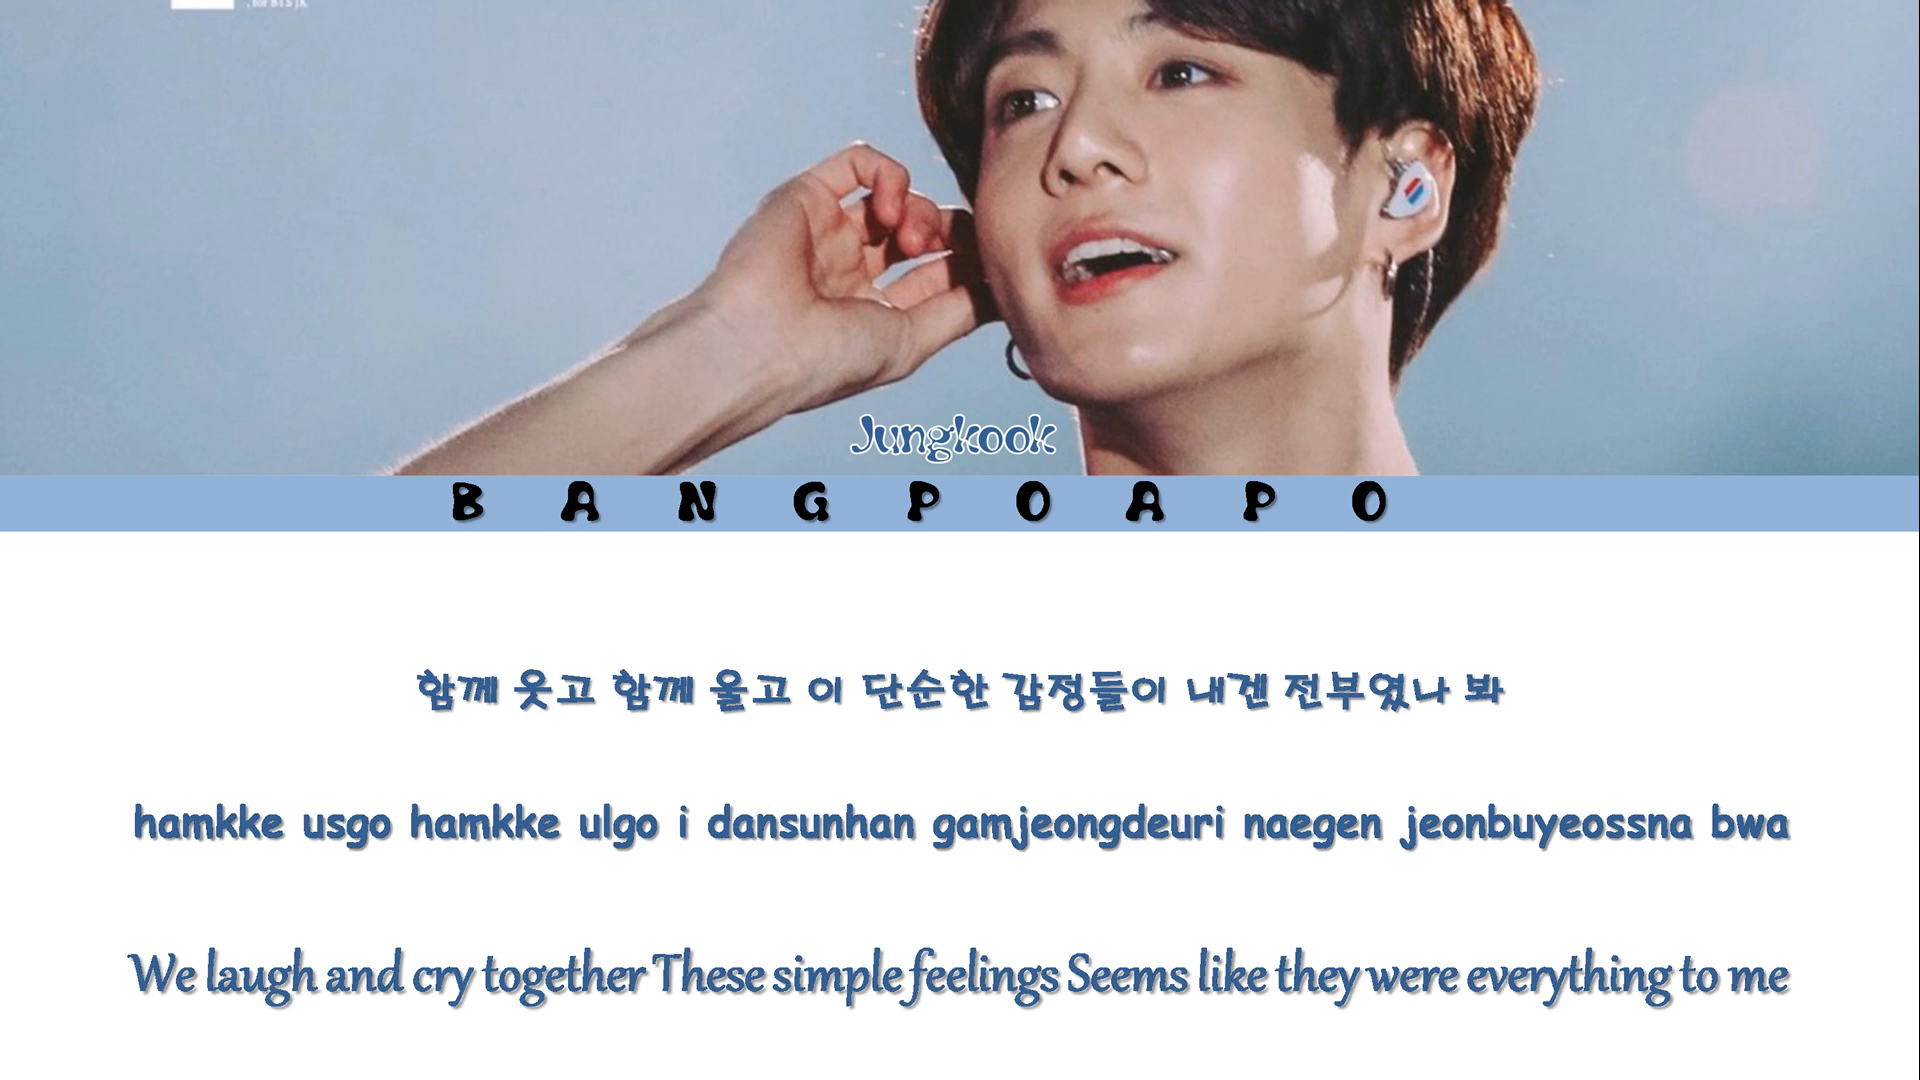 Jungkook
B A N G P O A P O
함께 웃고 함께 울고 이 단순한 감정들이 내겐 전부였나 봐
hamkke usgo hamkke ulgo i dansunhan gamjeongdeuri naegen jeonbuyeossna bwa
We laugh and cry together These simple feelings Seems like they were everything to me